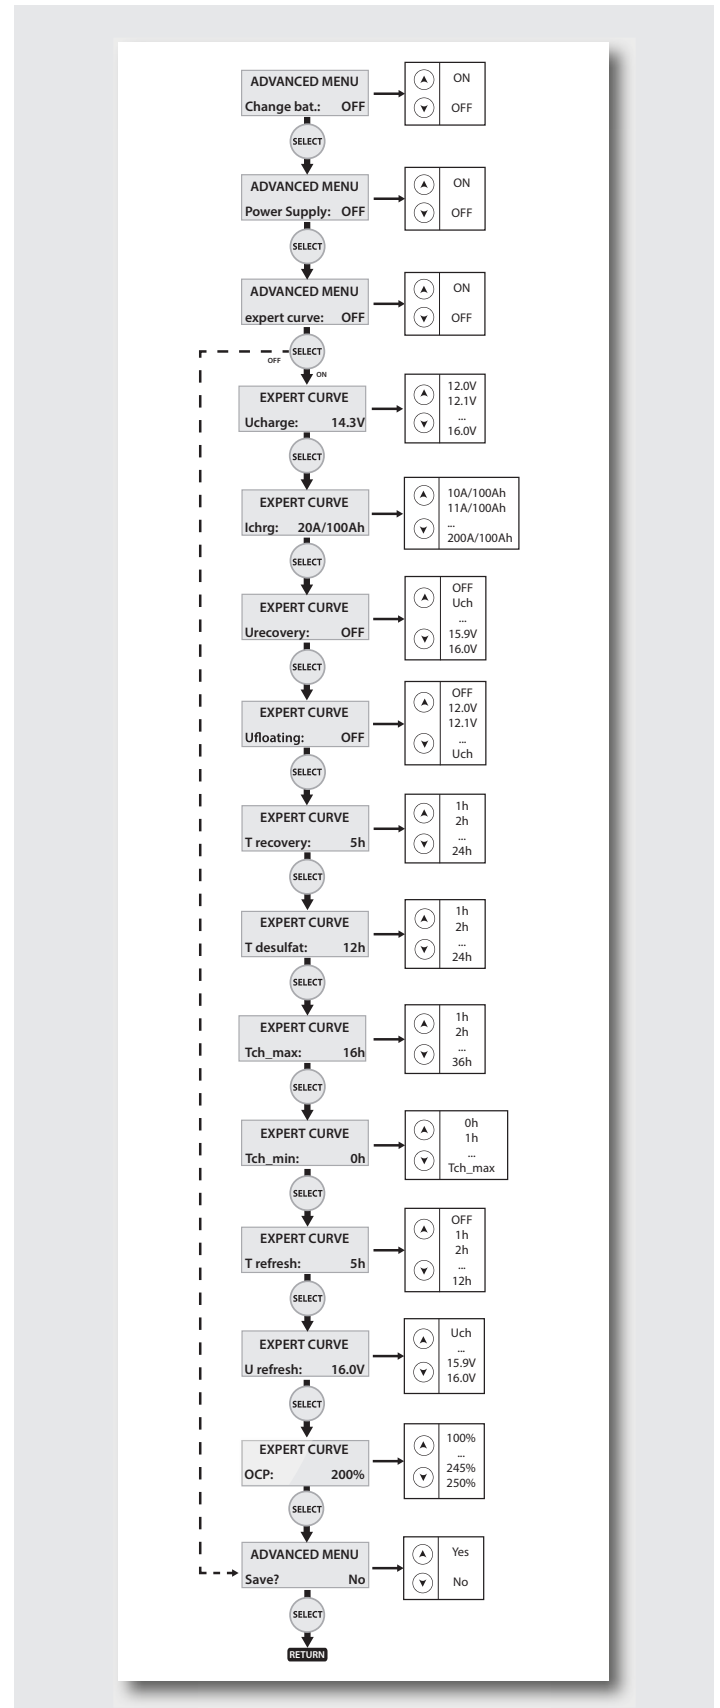 ADVANCED MENU
Change bat.: OFF
ON
OFF
SELECT
ADVANCED MENU
Power Supply: OFF
ON
OFF
SELECT
ADVANCED MENU
expert curve: OFF
ON
OFF
SELECT
OFF
ON
EXPERT CURVE
Ucharge: 14.3V
12.0V
12.1V
...
16.0V
SELECT
EXPERT CURVE
Ichrg: 20A/100Ah
10A/100Ah
11A/100Ah
...
200A/100Ah
SELECT
EXPERT CURVE
Urecovery: OFF
OFF
Uch
...
15.9V
16.0V
SELECT
EXPERT CURVE
Ufloating: OFF
OFF
12.0V
12.1V
...
Uch
SELECT
EXPERT CURVE
T recovery: 5h
1h
2h
...
24h
SELECT
EXPERT CURVE
T desulfat: 12h
1h
2h
...
24h
SELECT
EXPERT CURVE
Tch_max: 16h
1h
2h
...
36h
SELECT
EXPERT CURVE
Tch_min: 0h
0h
1h
...
Tch_max
SELECT
EXPERT CURVE
T refresh: 5h
OFF
1h
2h
...
12h
SELECT
EXPERT CURVE
U refresh: 16.0V
Uch
...
15.9V
16.0V
SELECT
EXPERT CURVE
OCP: 200%
100%
...
245%
250%
SELECT
ADVANCED MENU
Save? No
Yes
No
SELECT
RETURN